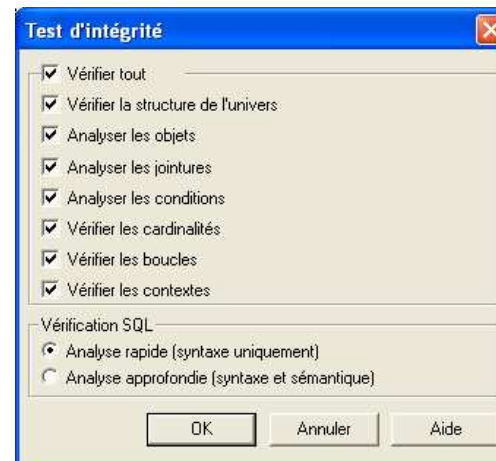 Test d'intégrité
Vérifier tout
Vérifier la structure de l'univers
Analyser les objets
Analyser les jointures
Analyser les conditions
Vérifier les cardinalités
Vérifier les boucles
Vérifier les contextes
Vérification SQL
Analyse rapide (syntaxe uniquement)
Analyse approfondie (syntaxe et sémantique)
OK Annuler Aide